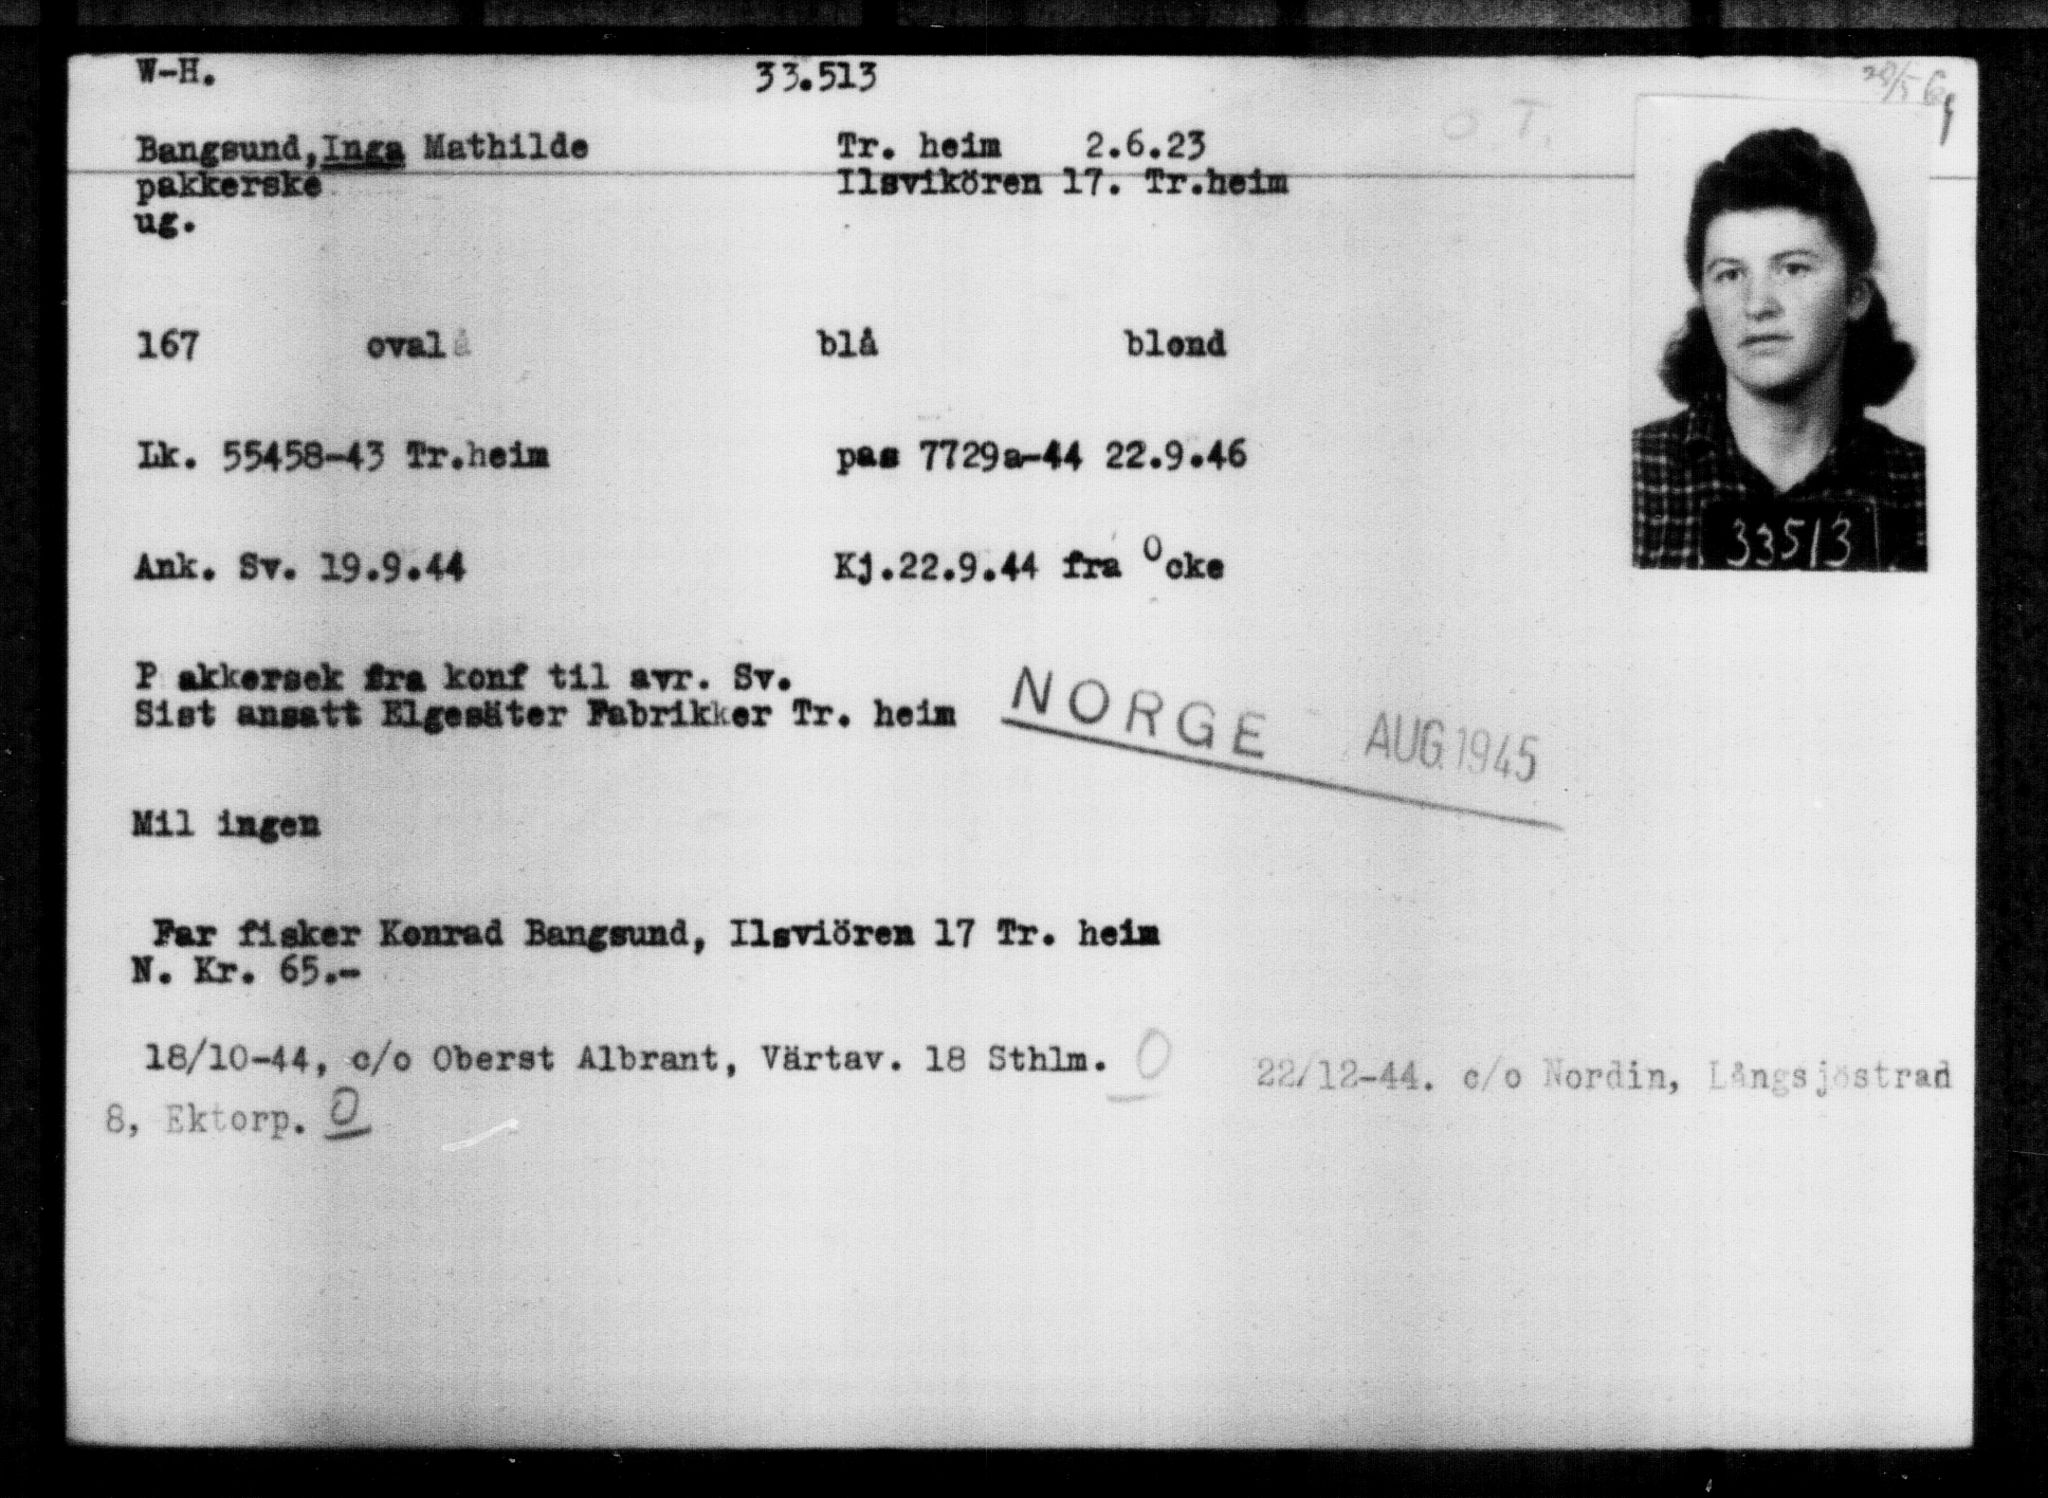 W-H. 33.513
Bangsund, Inga Mathilde Tr. heim 2.6.23 O.T.
pakkerske Ilsvikören 17. Tr.heim
ug.
167 oval blå blond
Lk. 55458-43 Tr.heim pas 7729a-44 22.9.46
33513
Ank. Sv. 19.9.44 Kj.22.9.44 fra Ocke
P akkersek fra konf til avr. Sv.
Sist ansatt Elgesäter Fabrikker Tr. heim
NORGE AUG.1945
Mil ingen
Far fisker Konrad Bangsund, Ilsviören 17 Tr. heim
N. Kr. 65.-
18/10-44, c/o Oberst Albrant, Värtav. 18 Sthlm. O 22/12-44. c/o Nordin, Långsjöstrad
8, Ektorp. O